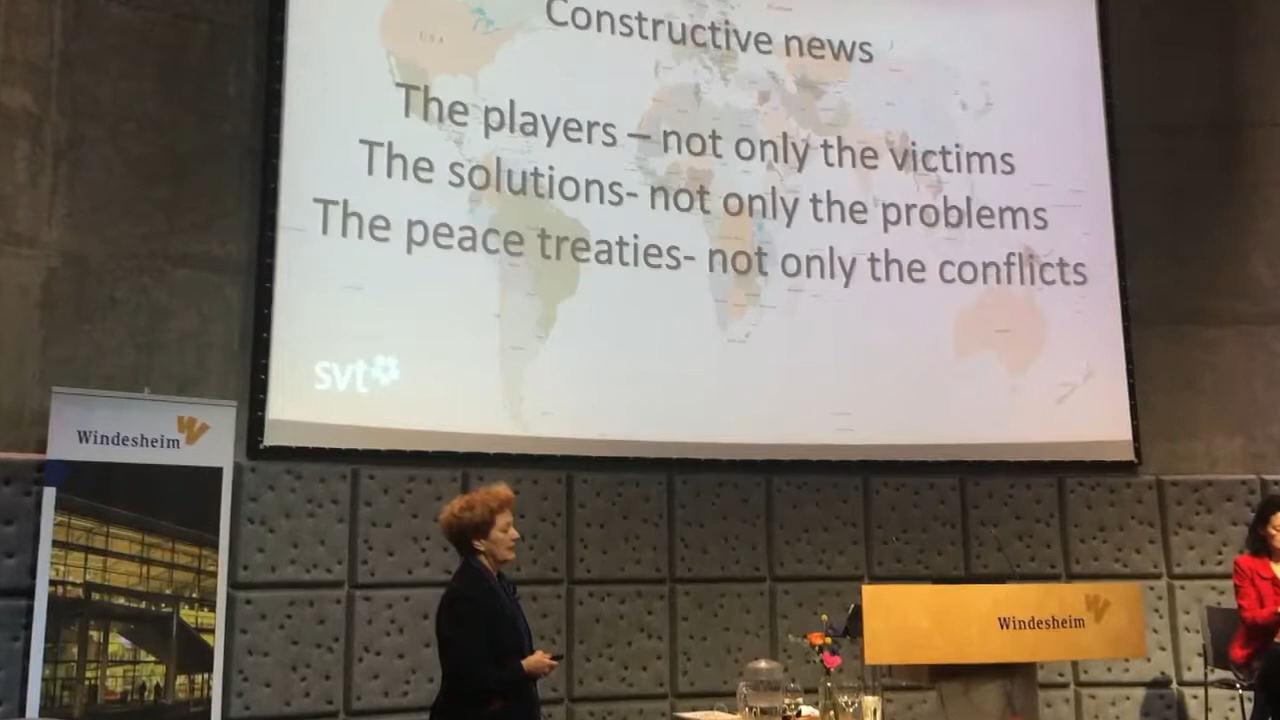 Constructive news
The players – not only the victims
The solutions- not only the problems
The peace treaties- not only the conflicts
USA
svt
Windesheim
Windesheim